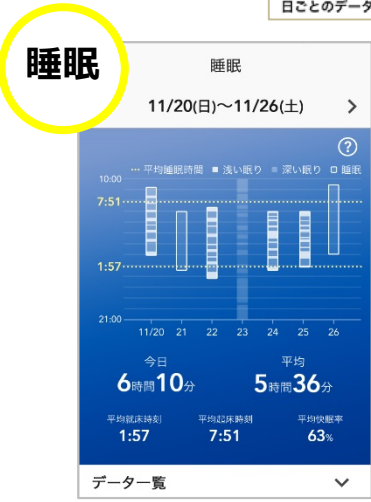 日ごとのデータ
睡眠
睡眠
11/20(日)～11/26(土)
?
平均睡眠時間 浅い眠り 深い眠り 睡眠
10:00
7:51
1:57
21:00
11/20 21 22 23 24 25 26
今日 平均
6時間10分 5時間36分
平均就床時刻 平均起床時刻 平均快眠率
1:57 7:51 63%
データ一覧